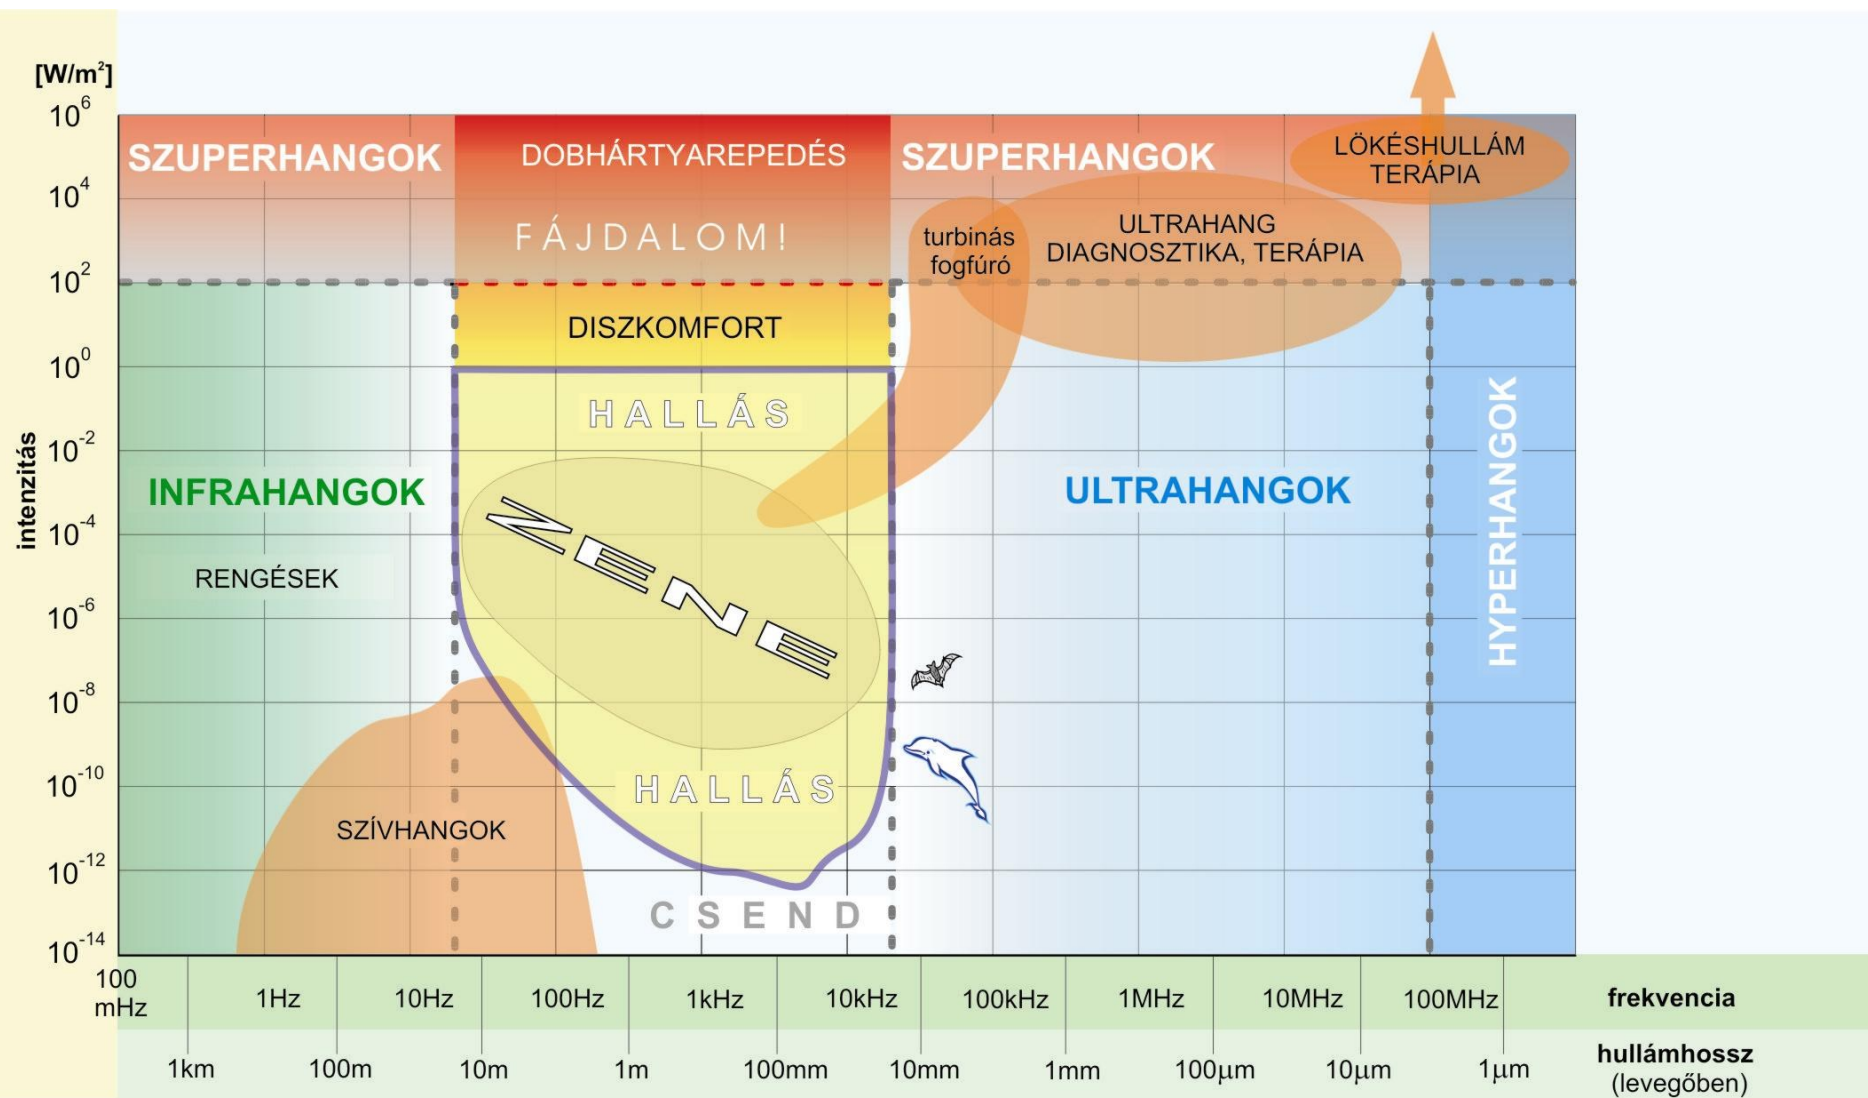 [W/m²]
10⁶
10⁴
10²
10⁰
10⁻²
10⁻⁴
10⁻⁶
10⁻⁸
10⁻¹⁰
10⁻¹²
10⁻¹⁴
intenzitás
SZUPERHANGOK
DOBHÁRTYAREPEDÉS
FÁJDALOM!
SZUPERHANGOK
LÖKÉSHULLÁM
TERÁPIA
turbinás
fogfúró
ULTRAHANG
DIAGNOSZTIKA, TERÁPIA
DISZKOMFORT
HALLÁS
INFRAHANGOK
RENGÉSEK
ZENE
ULTRAHANGOK
HYPERHANGOK
HALLÁS
SZÍVHANGOK
CSEND
100 mHz 1Hz 10Hz 100Hz 1kHz 10kHz 100kHz 1MHz 10MHz 100MHz frekvencia
1km 100m 10m 1m 100mm 10mm 1mm 100μm 10μm 1μm hullámhossz
(levegőben)